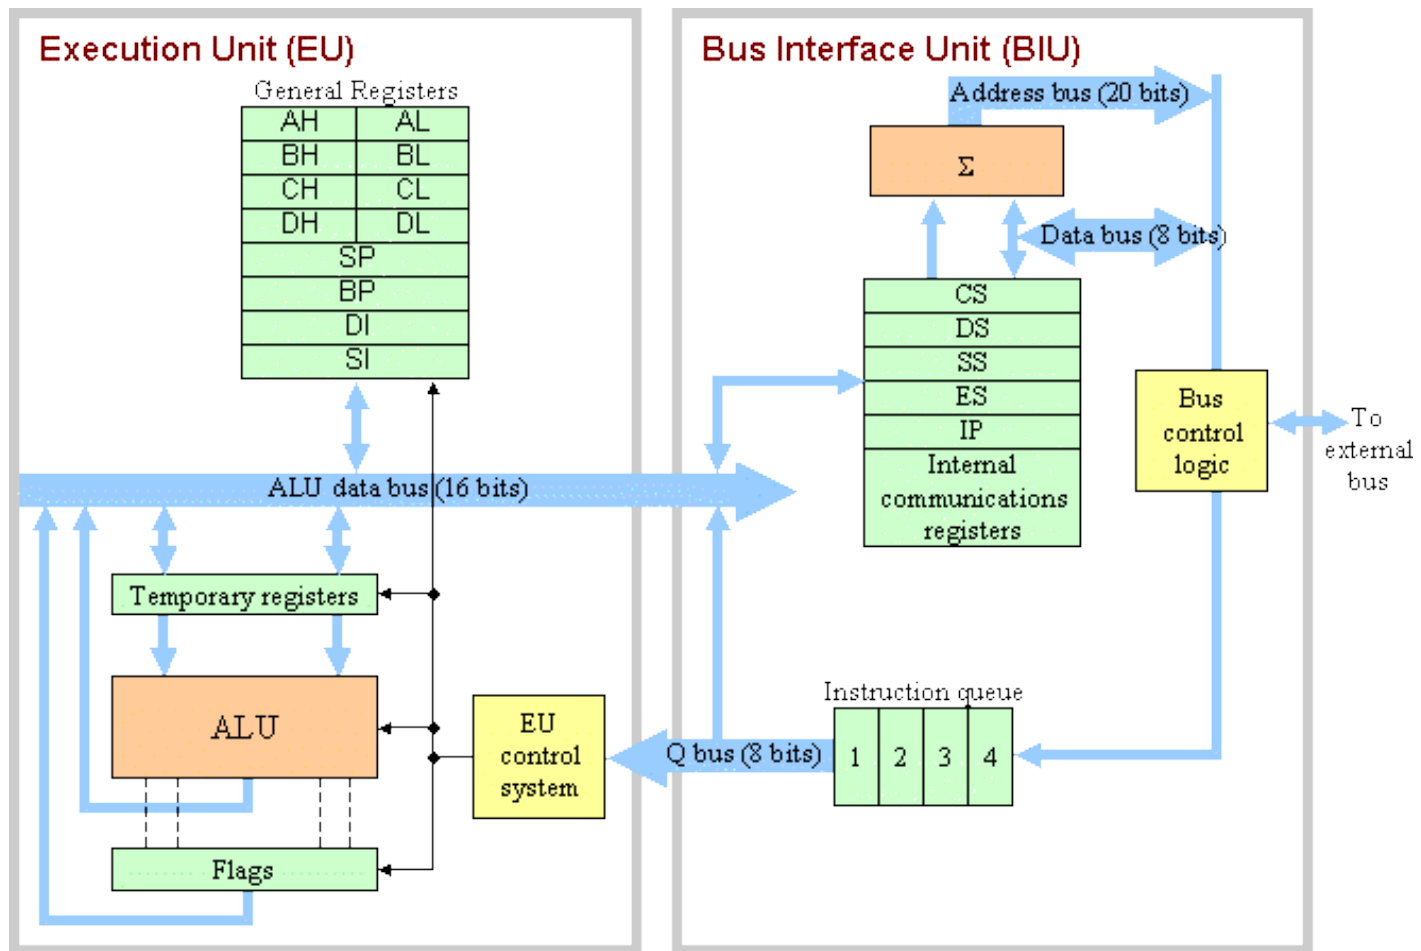 Execution Unit (EU)
General Registers
AH AL
BH BL
CH CL
DH DL
SP
BP
DI
SI
ALU data bus (16 bits)
Temporary registers
ALU
Flags
EU
control
system
Bus Interface Unit (BIU)
Address bus (20 bits)
Σ
Data bus (8 bits)
CS
DS
SS
ES
IP
Internal
communications
registers
Bus
control
logic
To
external
bus
Instruction queue
1 2 3 4
Q bus (8 bits)